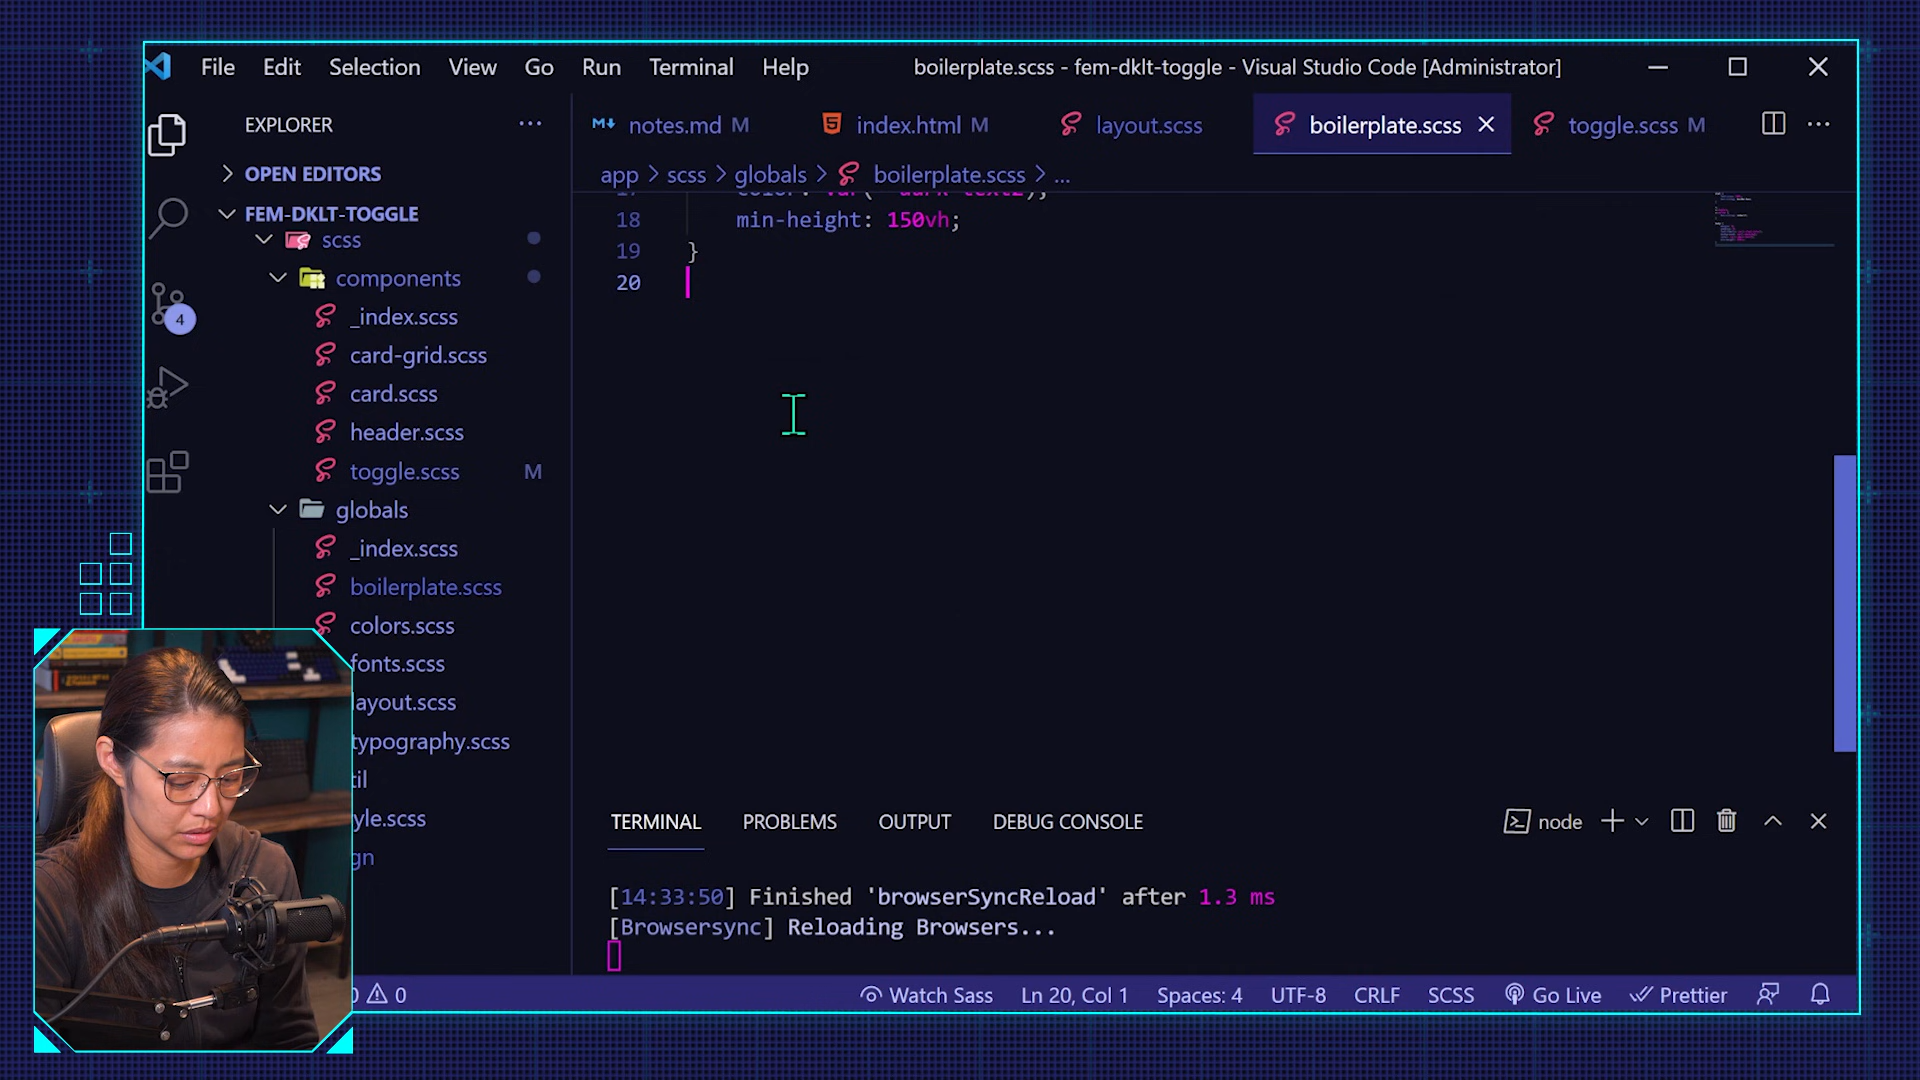 File Edit Selection View Go Run Terminal Help
boilerplate.scss - fem-dklt-toggle - Visual Studio Code [Administrator]
EXPLORER
notes.md M
index.html M
layout.scss
boilerplate.scss
toggle.scss M
OPEN EDITORS
app > scss > globals > boilerplate.scss > ...
FEM-DKLT-TOGGLE
scss
components
_index.scss
card-grid.scss
card.scss
header.scss
toggle.scss M
globals
_index.scss
boilerplate.scss
colors.scss
fonts.scss
layout.scss
typography.scss
til
yle.scss
gn
4
18 min-height: 150vh;
19 }
20
TERMINAL PROBLEMS OUTPUT DEBUG CONSOLE
node
[14:33:50] Finished 'browserSyncReload' after 1.3 ms
[Browsersync] Reloading Browsers...
0
Watch Sass
Ln 20, Col 1
Spaces: 4
UTF-8
CRLF
SCSS
Go Live
Prettier